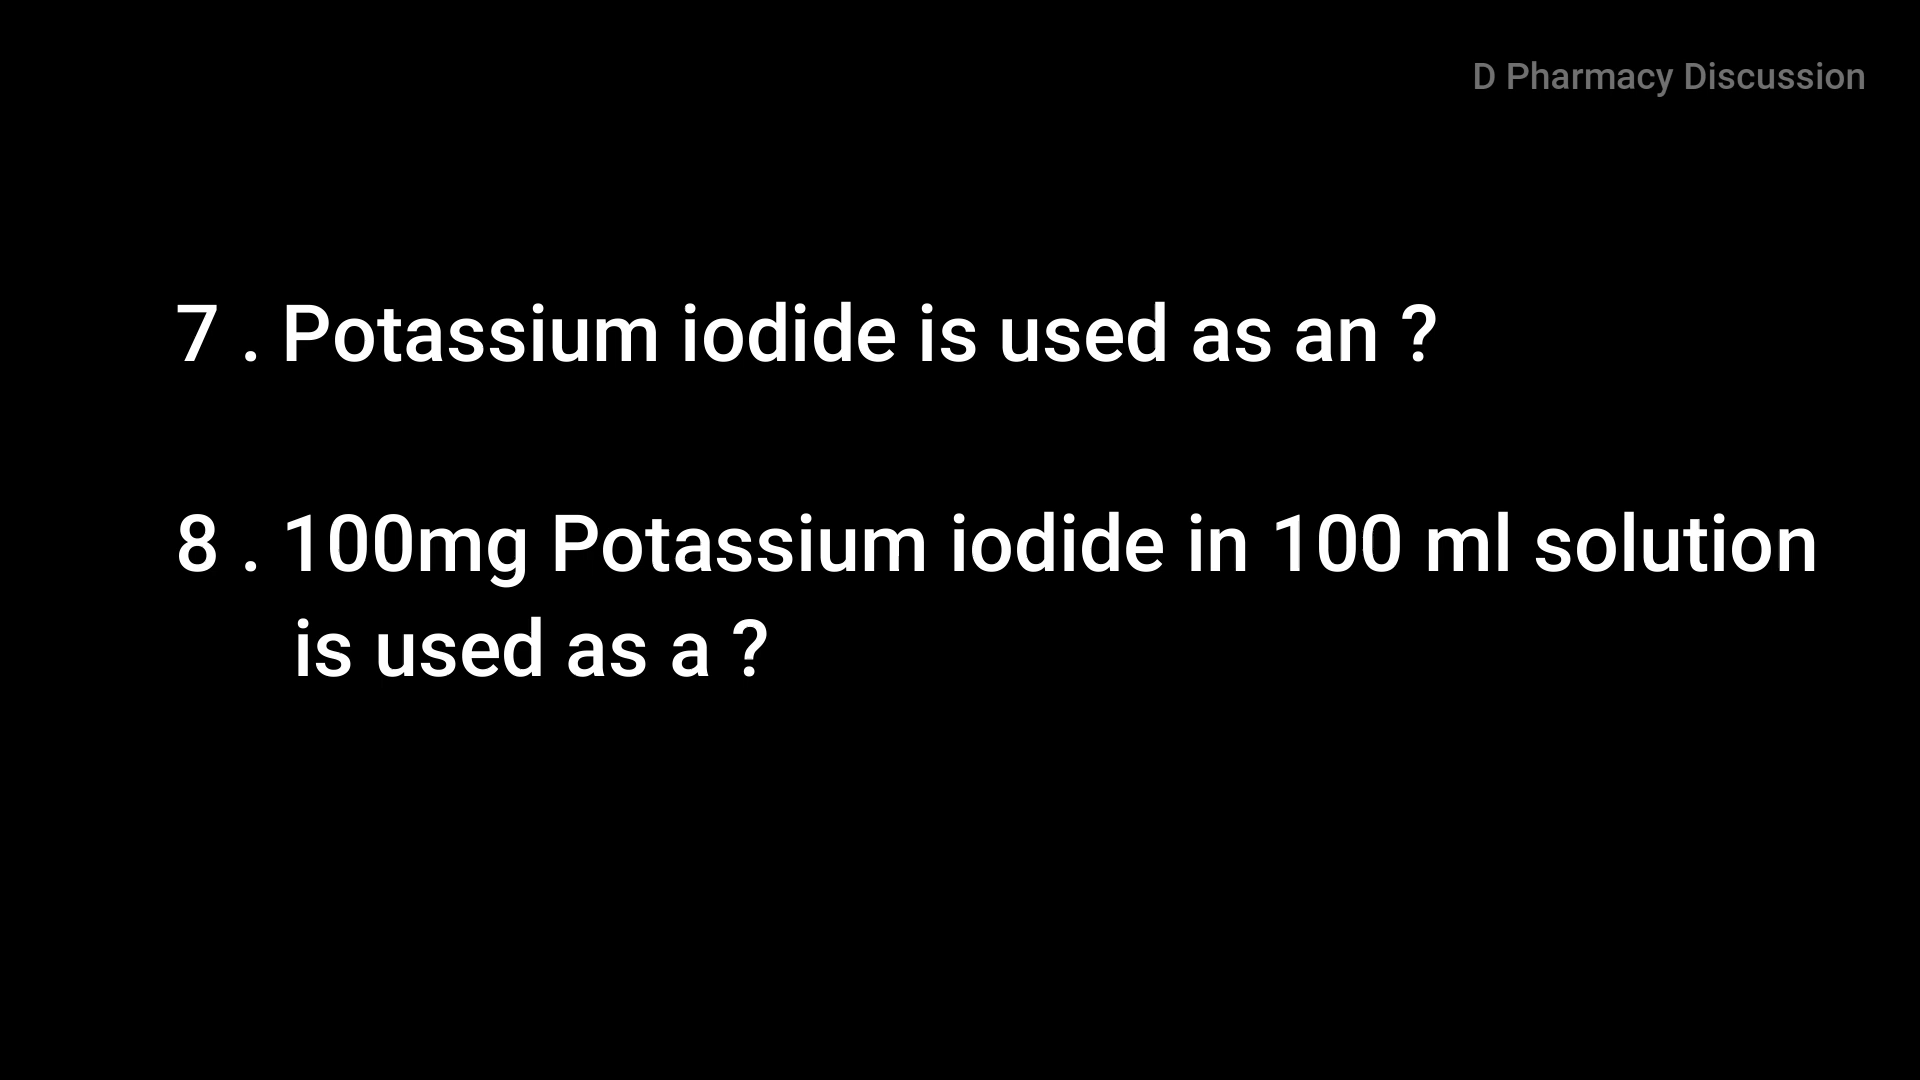 D Pharmacy Discussion
7 . Potassium iodide is used as an ?
8 . 100mg Potassium iodide in 100 ml solution
is used as a ?